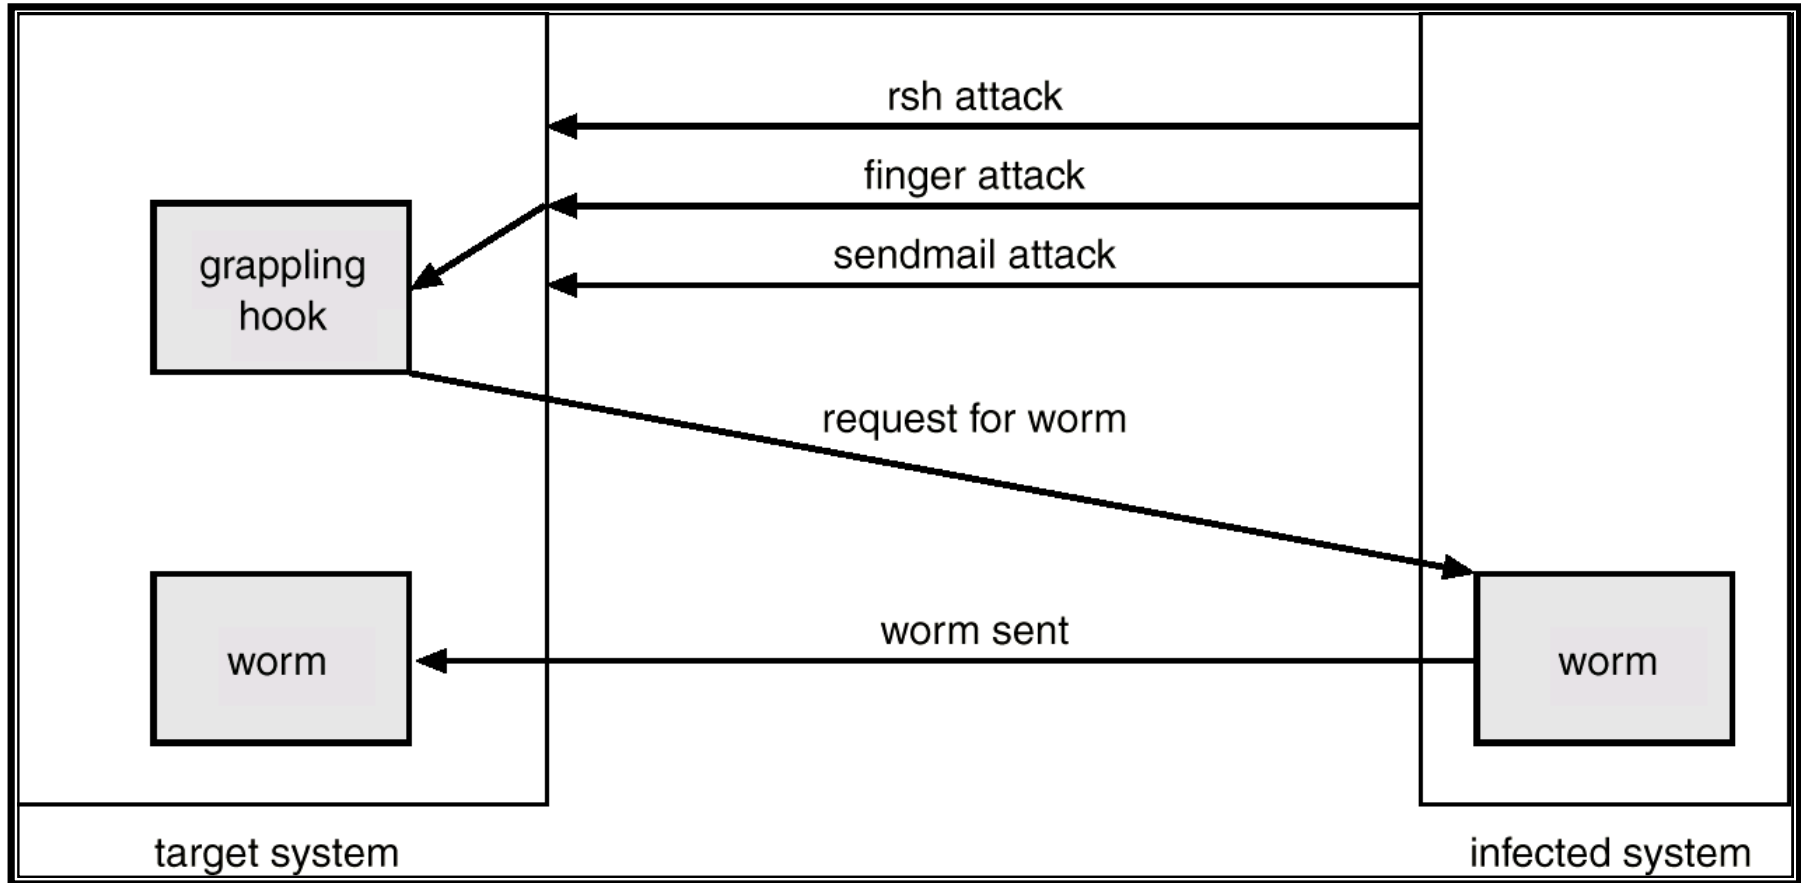 rsh attack
finger attack
sendmail attack
grappling
hook
request for worm
worm sent
worm
worm
target system
infected system